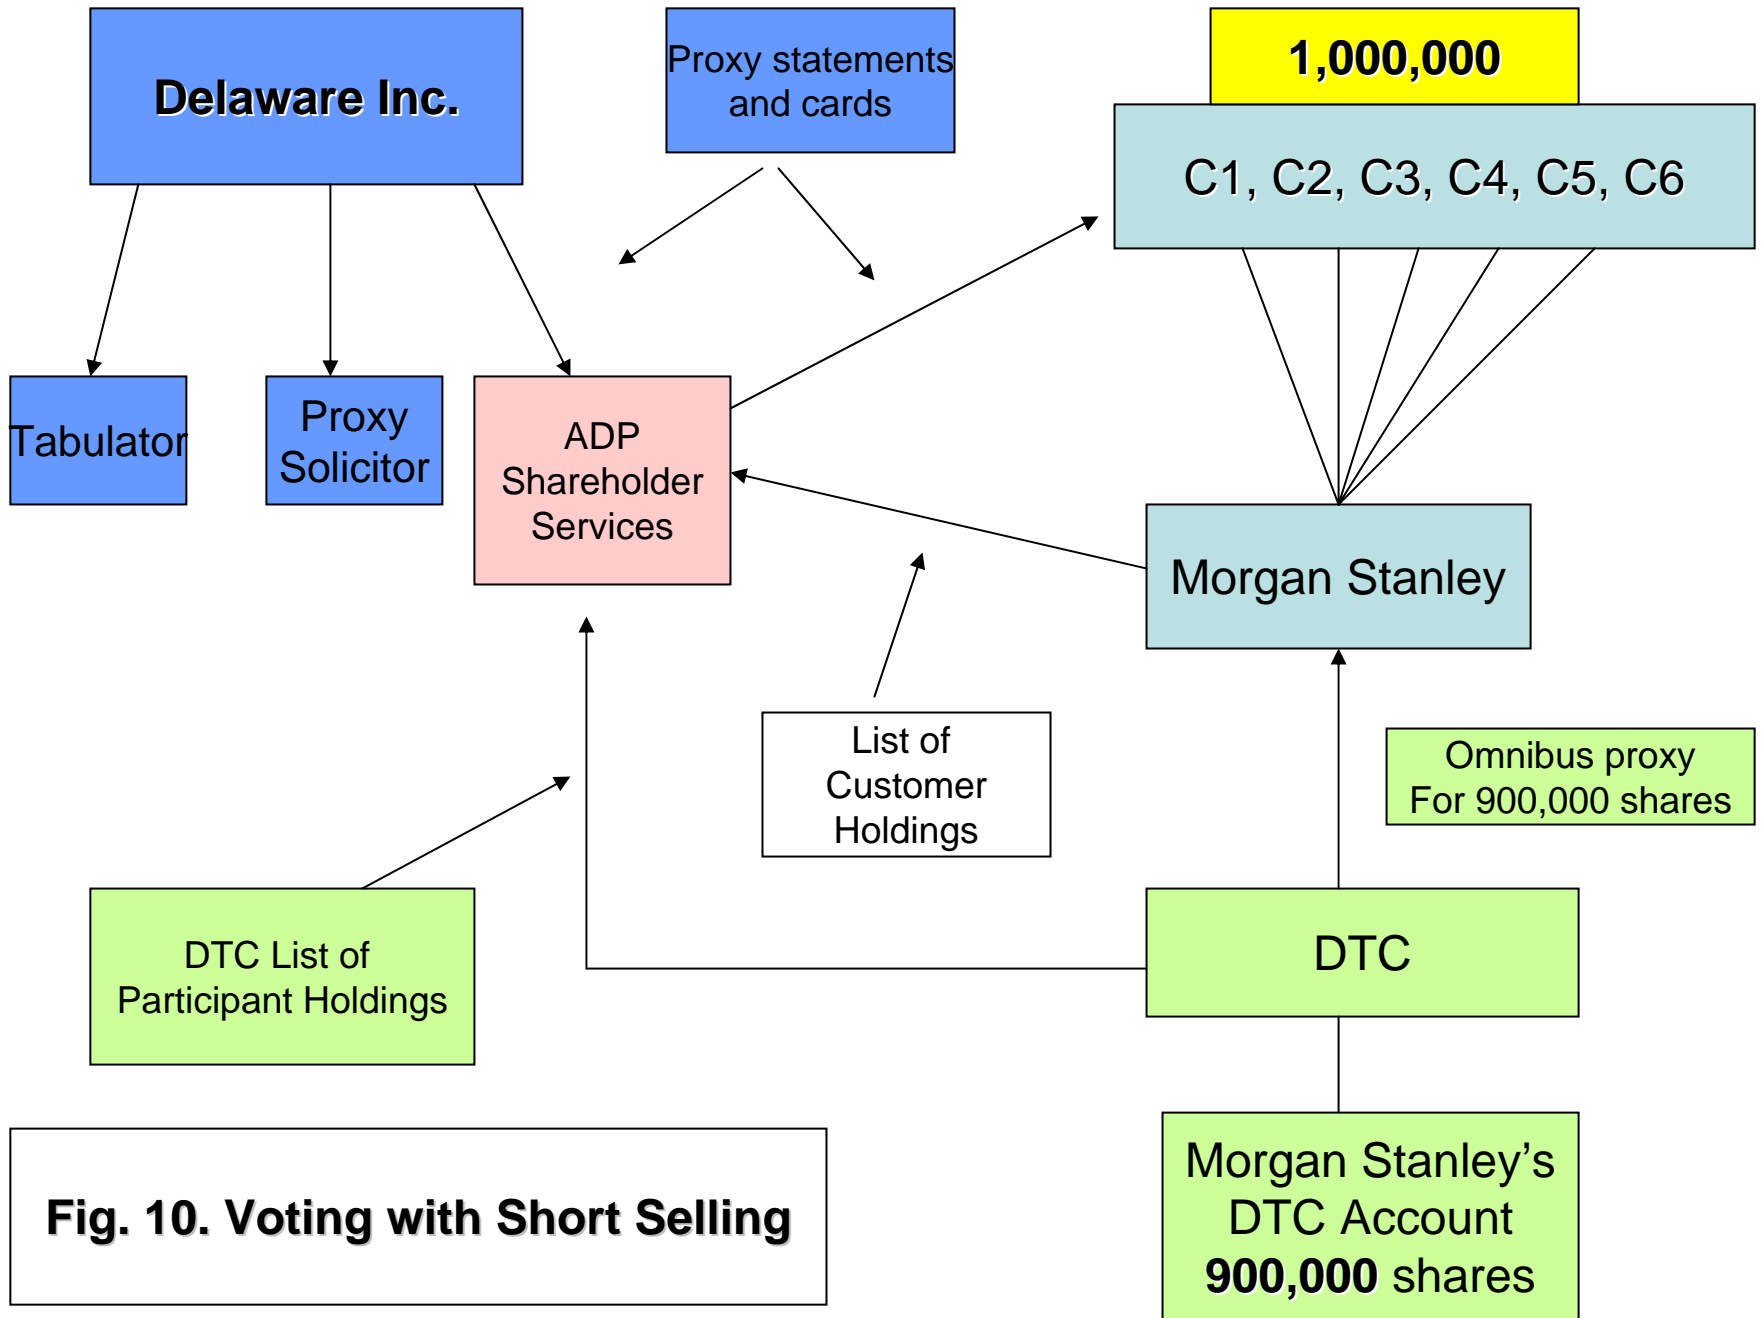 Delaware Inc.
Proxy statements
and cards
1,000,000
C1, C2, C3, C4, C5, C6
Tabulator
Proxy
Solicitor
ADP
Shareholder
Services
Morgan Stanley
List of
Customer
Holdings
Omnibus proxy
For 900,000 shares
DTC List of
Participant Holdings
DTC
Fig. 10. Voting with Short Selling
Morgan Stanley’s
DTC Account
900,000 shares